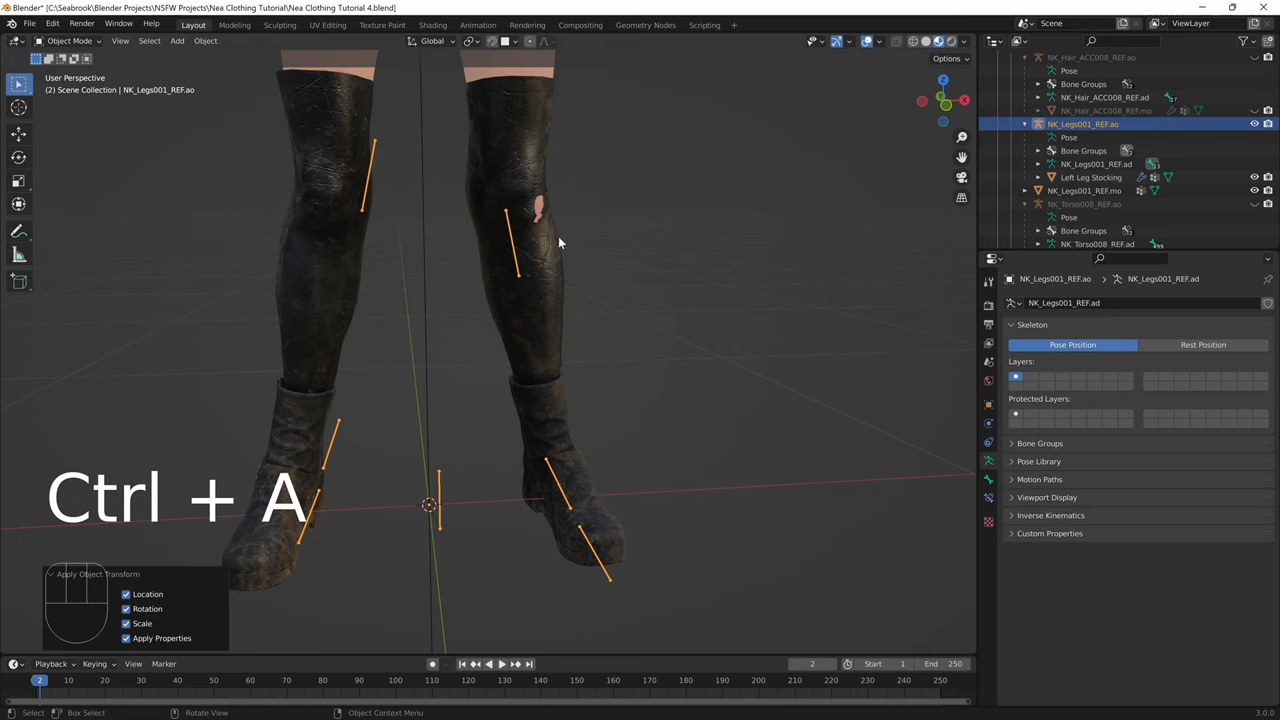 Blender* [C:\Seabrook\Blender Projects\NSFW Projects\Nea Clothing Tutorial\Nea Clothing Tutorial 4.blend]
File Edit Render Window Help Layout Modeling Sculpting UV Editing Texture Paint Shading Animation Rendering Compositing Geometry Nodes Scripting + Scene ViewLayer
Object Mode View Select Add Object Global
Options
User Perspective
(2) Scene Collection | NK_Legs001_REF.ao
Z
X
NK_Hair_ACC008_REF.ao
Pose
Bone Groups
NK_Hair_ACC008_REF.ad
NK_Hair_ACC008_REF.mo
NK_Legs001_REF.ao
Pose
Bone Groups
NK_Legs001_REF.ad
Left Leg Stocking
NK_Legs001_REF.mo
NK_Torso008_REF.ao
Pose
Bone Groups
NK_Torso008_REF.ad
NK_Legs001_REF.ao NK_Legs001_REF.ad
NK_Legs001_REF.ad
Skeleton
Pose Position Rest Position
Layers:
Protected Layers:
Bone Groups
Pose Library
Motion Paths
Viewport Display
Inverse Kinematics
Custom Properties
Ctrl + A
Apply Object Transform
Location
Rotation
Scale
Apply Properties
Playback Keying View Marker 2 Start 1 End 250
2 10 20 30 40 50 60 70 80 90 100 110 120 130 140 150 160 170 180 190 200 210 220 230 240 250
Select Box Select Rotate View Object Context Menu 3.0.0